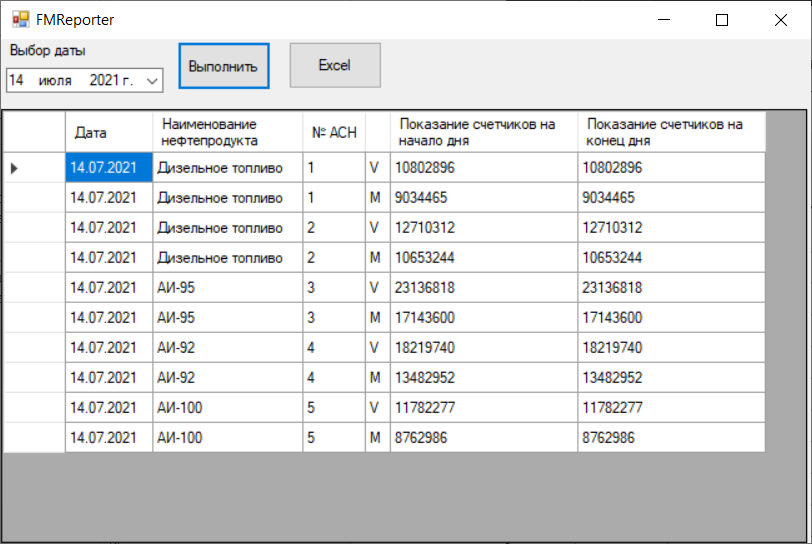 FMReporter
Выбор даты
14 июля 2021 г.
Выполнить
Excel
Дата Наименование нефтепродукта № АСН Показание счетчиков на начало дня Показание счетчиков на конец дня
14.07.2021 Дизельное топливо 1 V 10802896 10802896
14.07.2021 Дизельное топливо 1 M 9034465 9034465
14.07.2021 Дизельное топливо 2 V 12710312 12710312
14.07.2021 Дизельное топливо 2 M 10653244 10653244
14.07.2021 АИ-95 3 V 23136818 23136818
14.07.2021 АИ-95 3 M 17143600 17143600
14.07.2021 АИ-92 4 V 18219740 18219740
14.07.2021 АИ-92 4 M 13482952 13482952
14.07.2021 АИ-100 5 V 11782277 11782277
14.07.2021 АИ-100 5 M 8762986 8762986